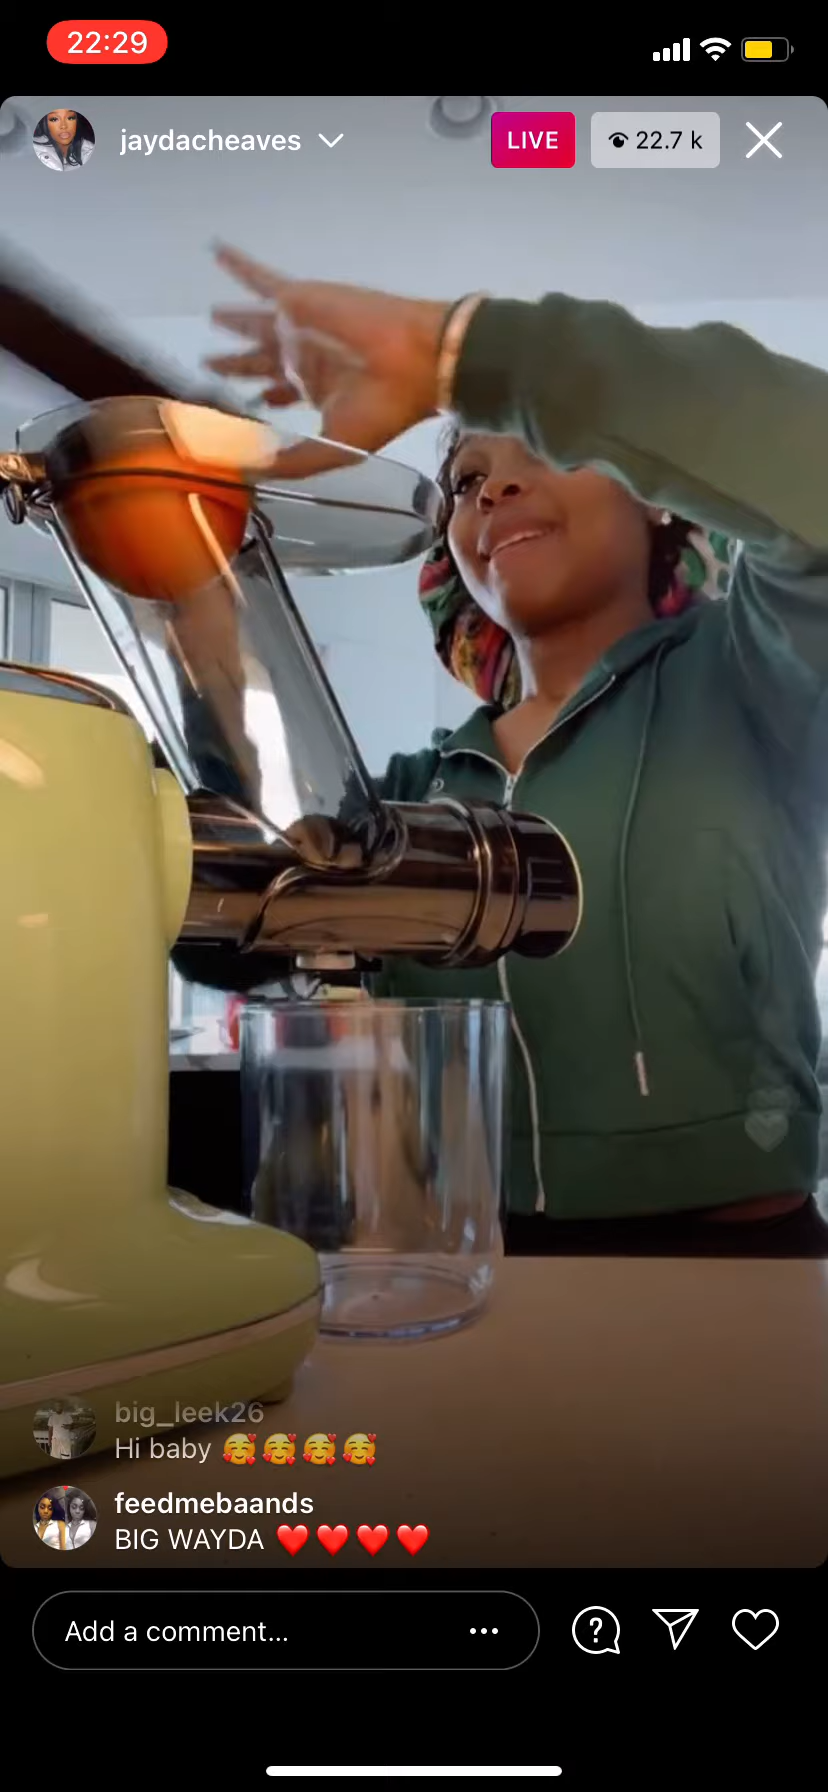 22:29
jaydacheaves
LIVE
22.7 k
big_leek26
Hi baby 🥰🥰🥰🥰
feedmebaands
BIG WAYDA ❤️❤️❤️❤️
Add a comment...